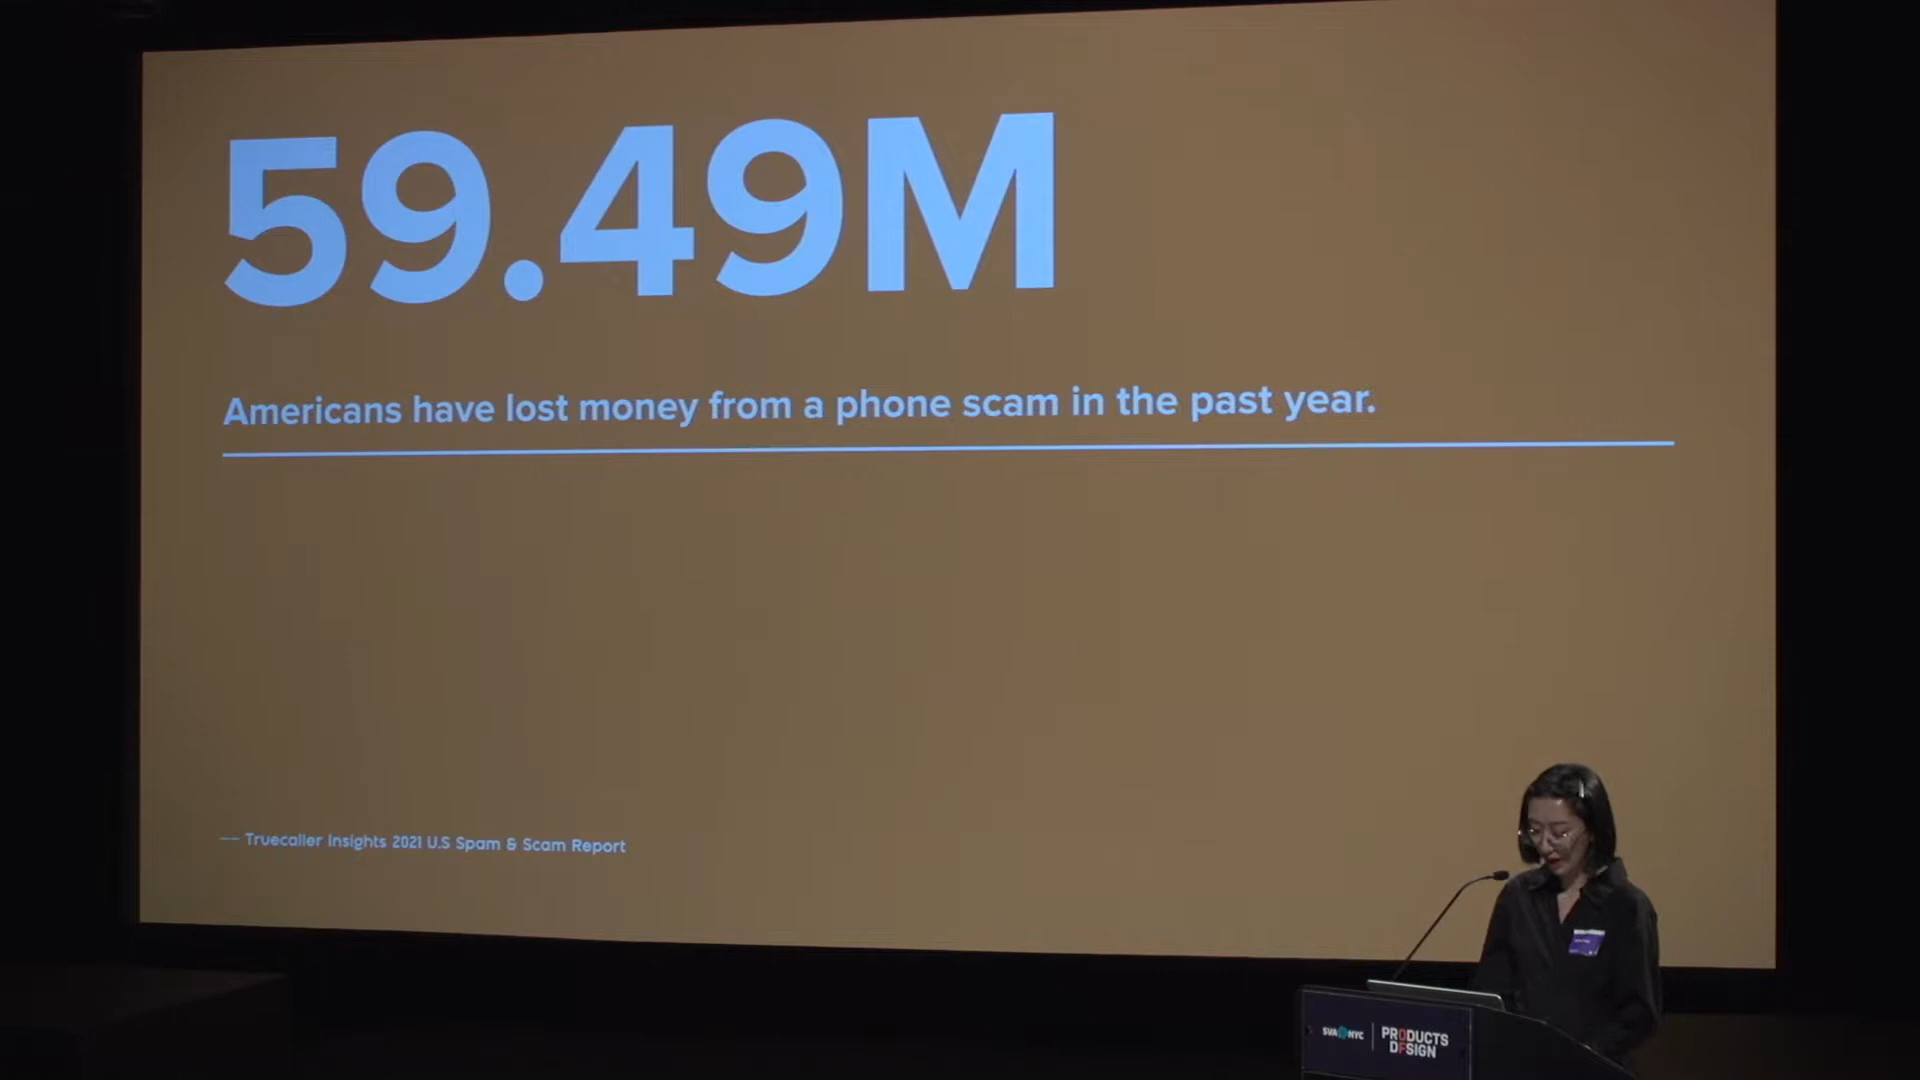 59.49M
Americans have lost money from a phone scam in the past year.
—— Truecaller Insights 2021 U.S Spam & Scam Report
SVA NYC
PRODUCTS
OF DESIGN